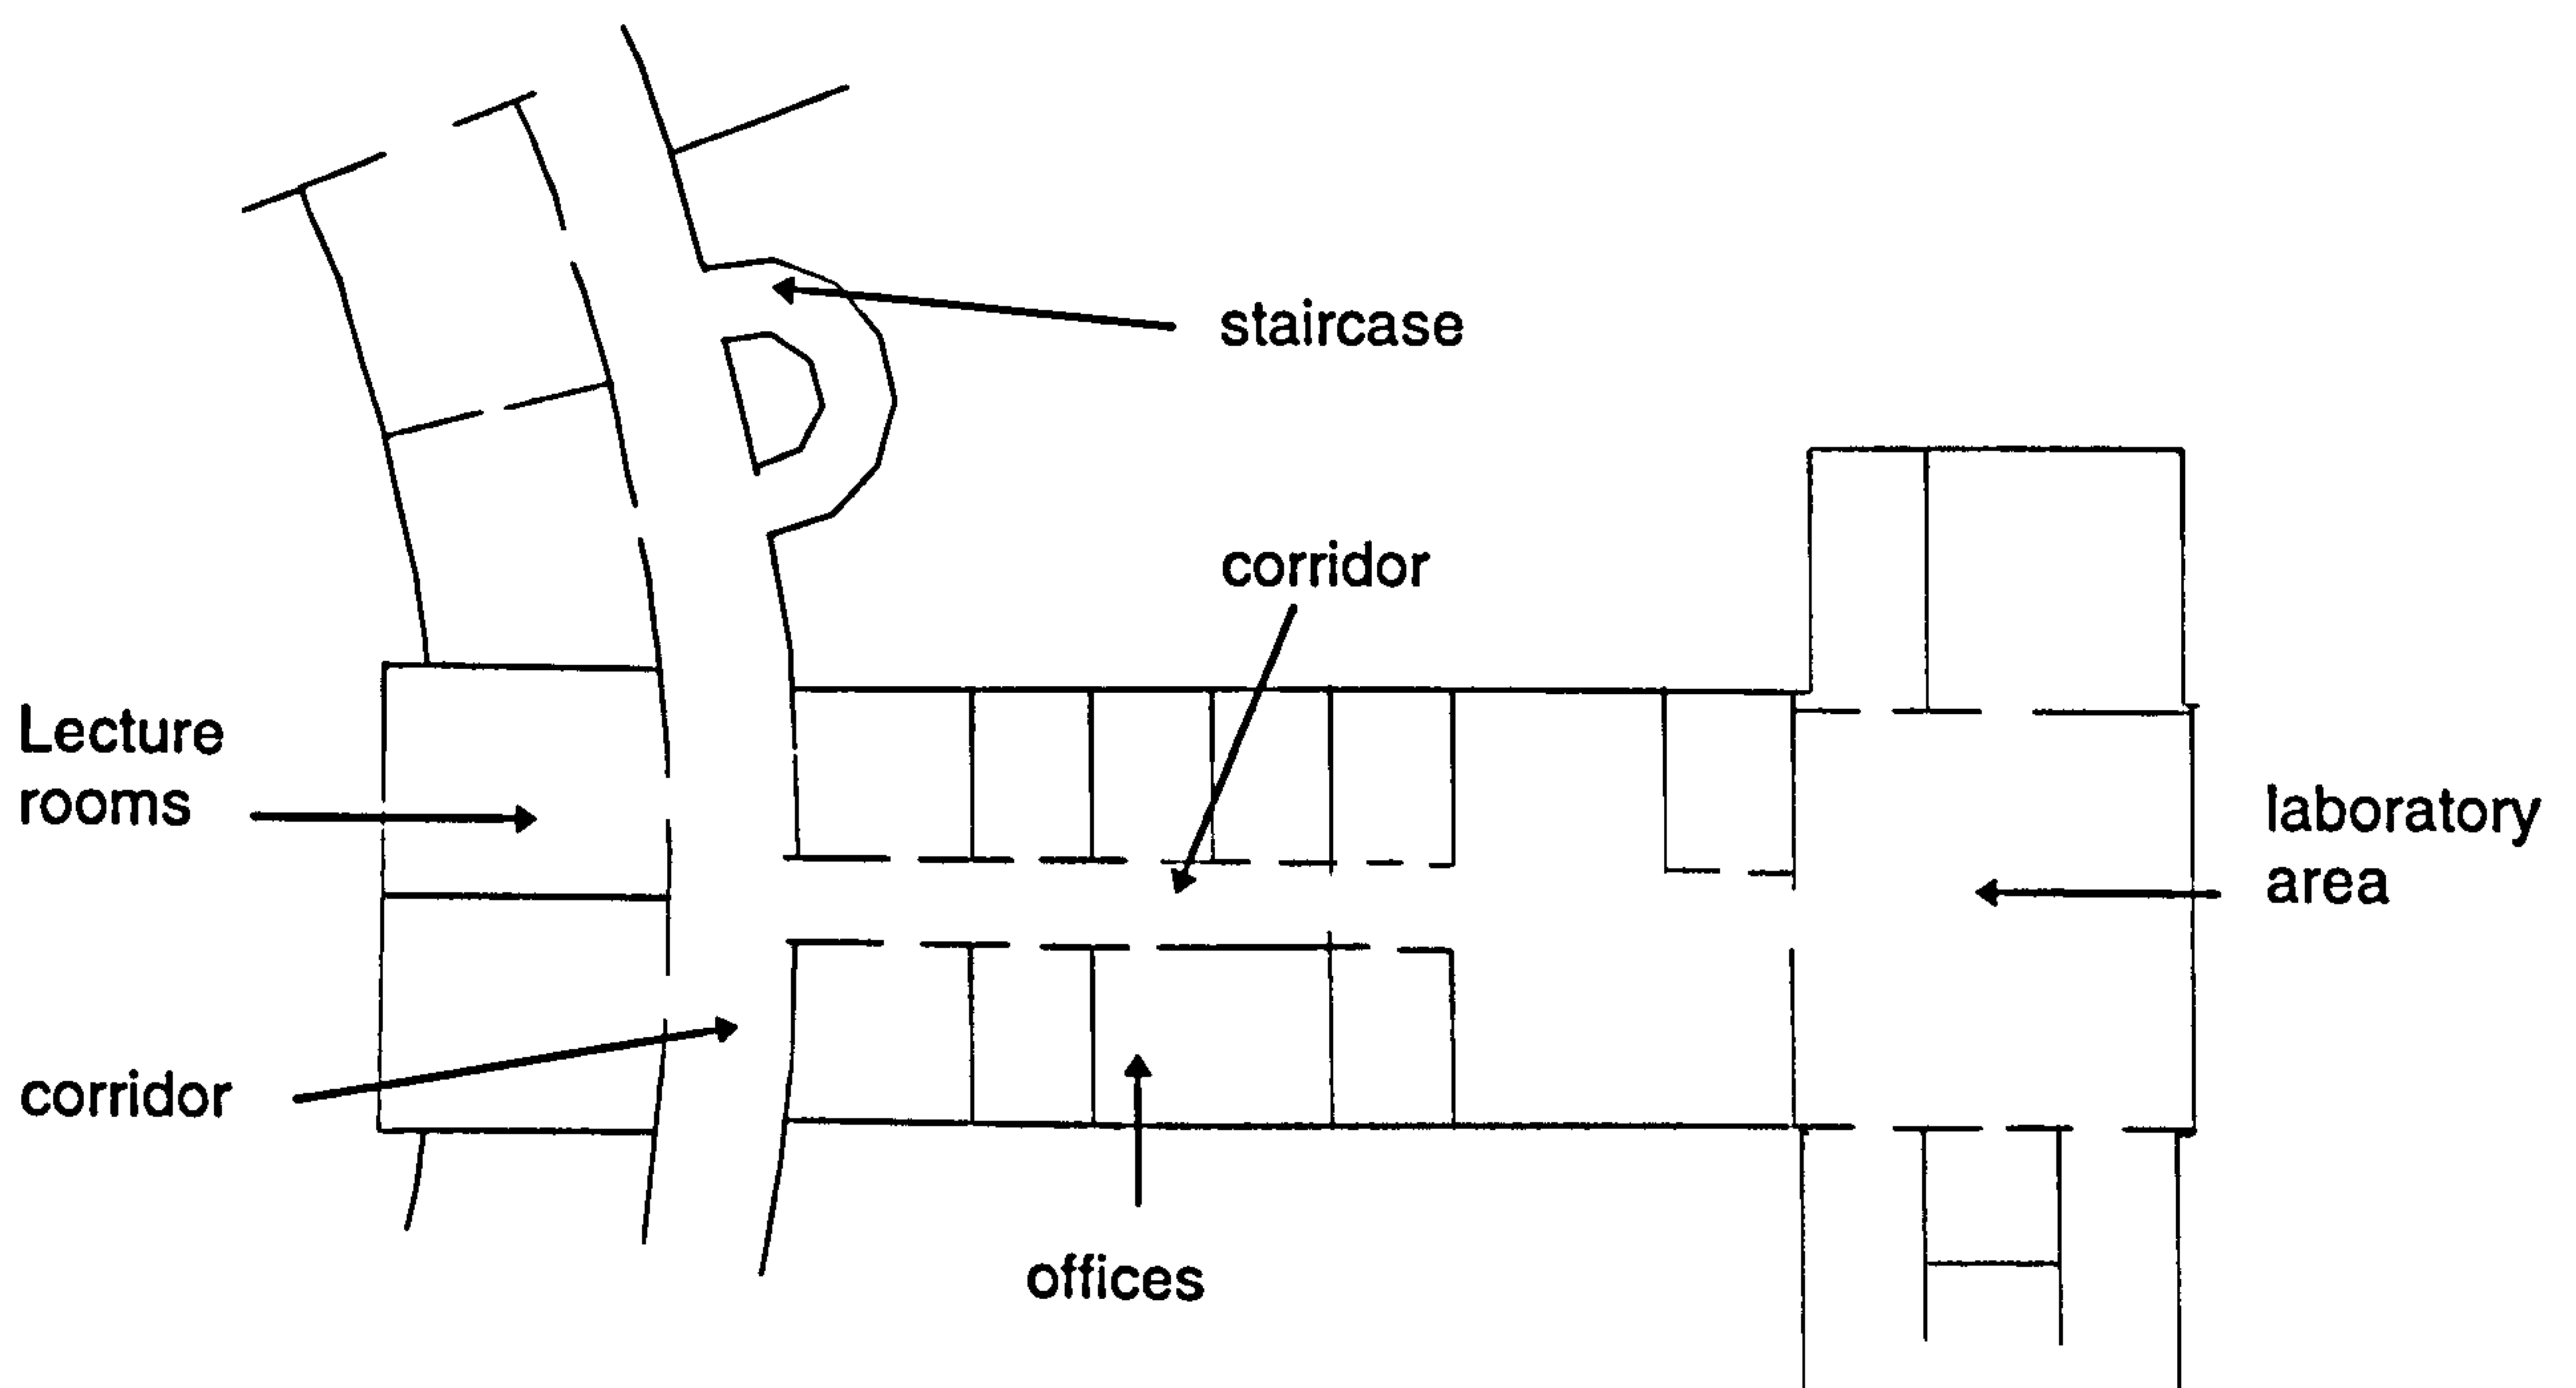 staircase
corridor
Lecture
rooms
laboratory
area
corridor
offices